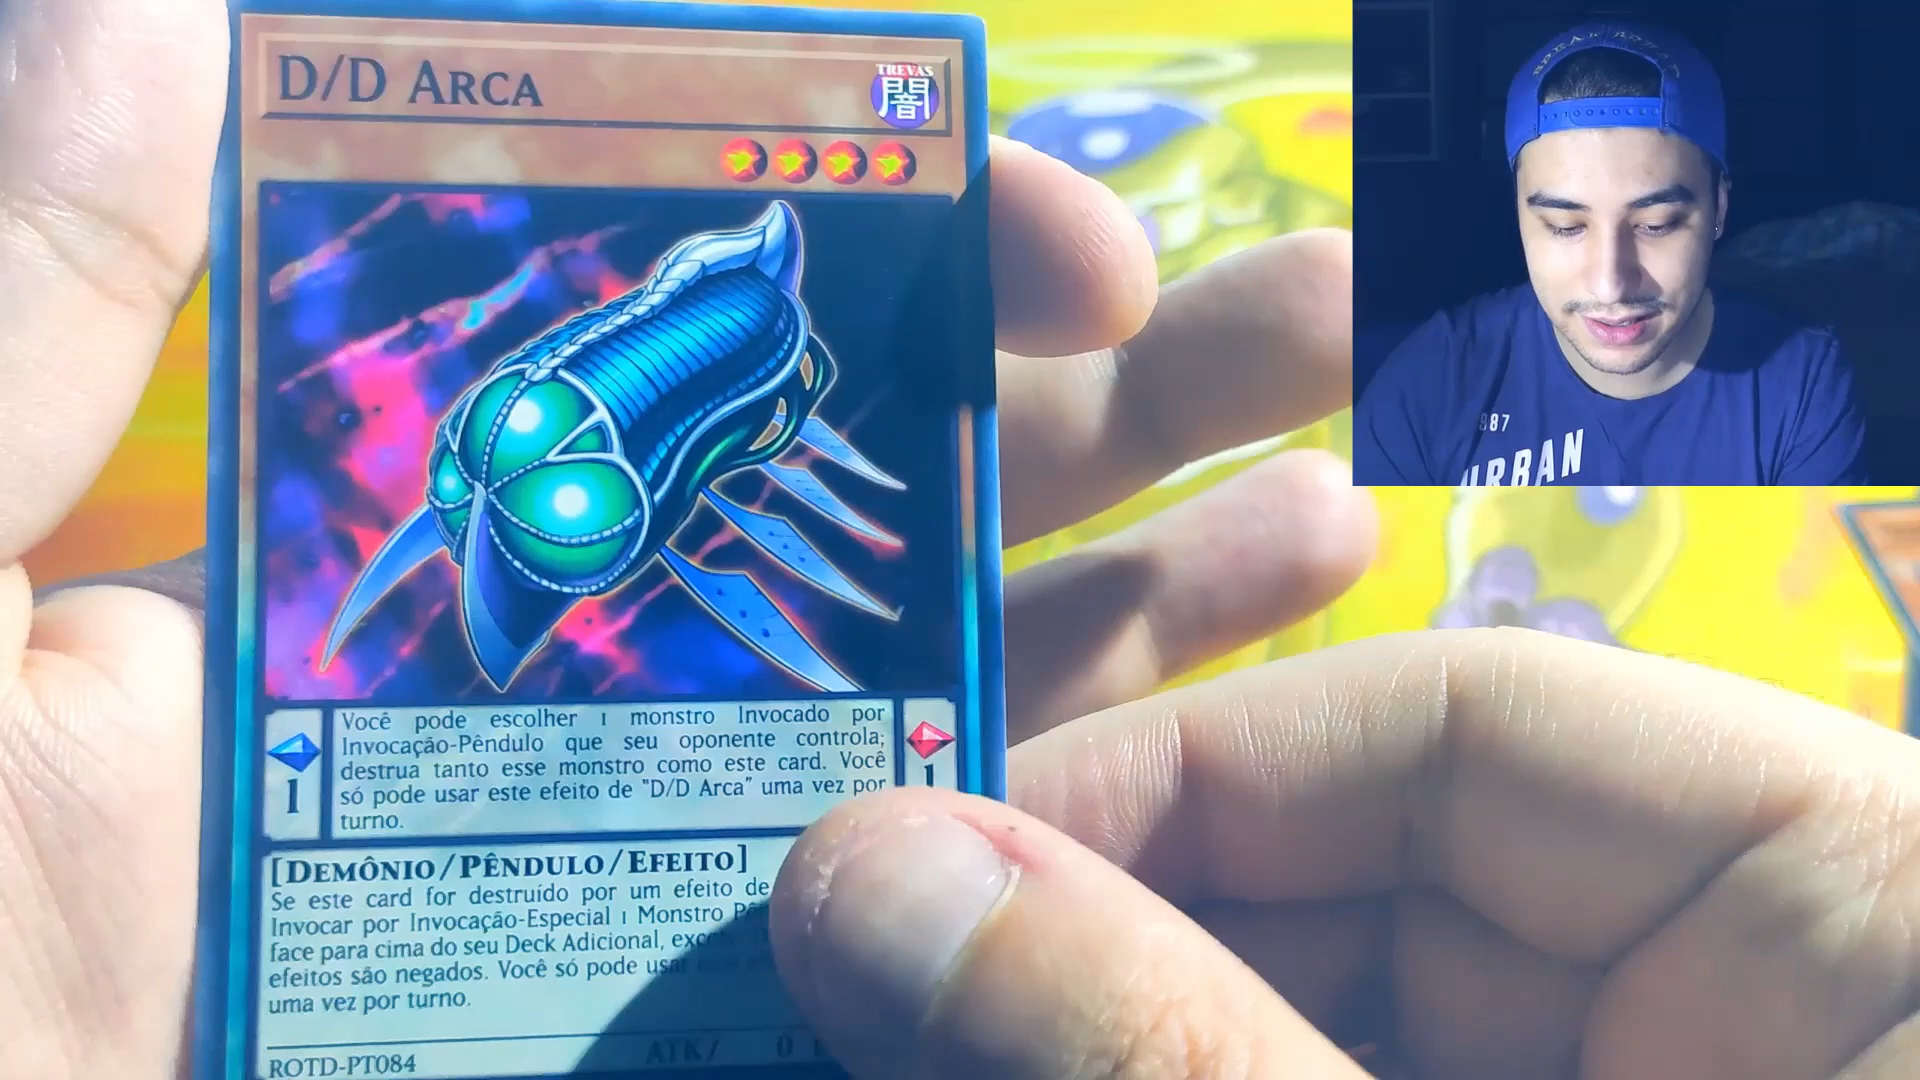 D/D ARCA
TREVAS
闇
Você pode escolher 1 monstro Invocado por
Invocação-Pêndulo que seu oponente controla;
destrua tanto esse monstro como este card. Você
só pode usar este efeito de "D/D Arca" uma vez por
turno.
1
1
[DEMÔNIO/PÊNDULO/EFEITO]
Se este card for destruído por um efeito de
Invocar por Invocação-Especial 1 Monstro
face para cima do seu Deck Adicional,
efeitos são negados. Você só pode usar
uma vez por turno.
ROTD-PT084
ATK/ 0
987
URBAN